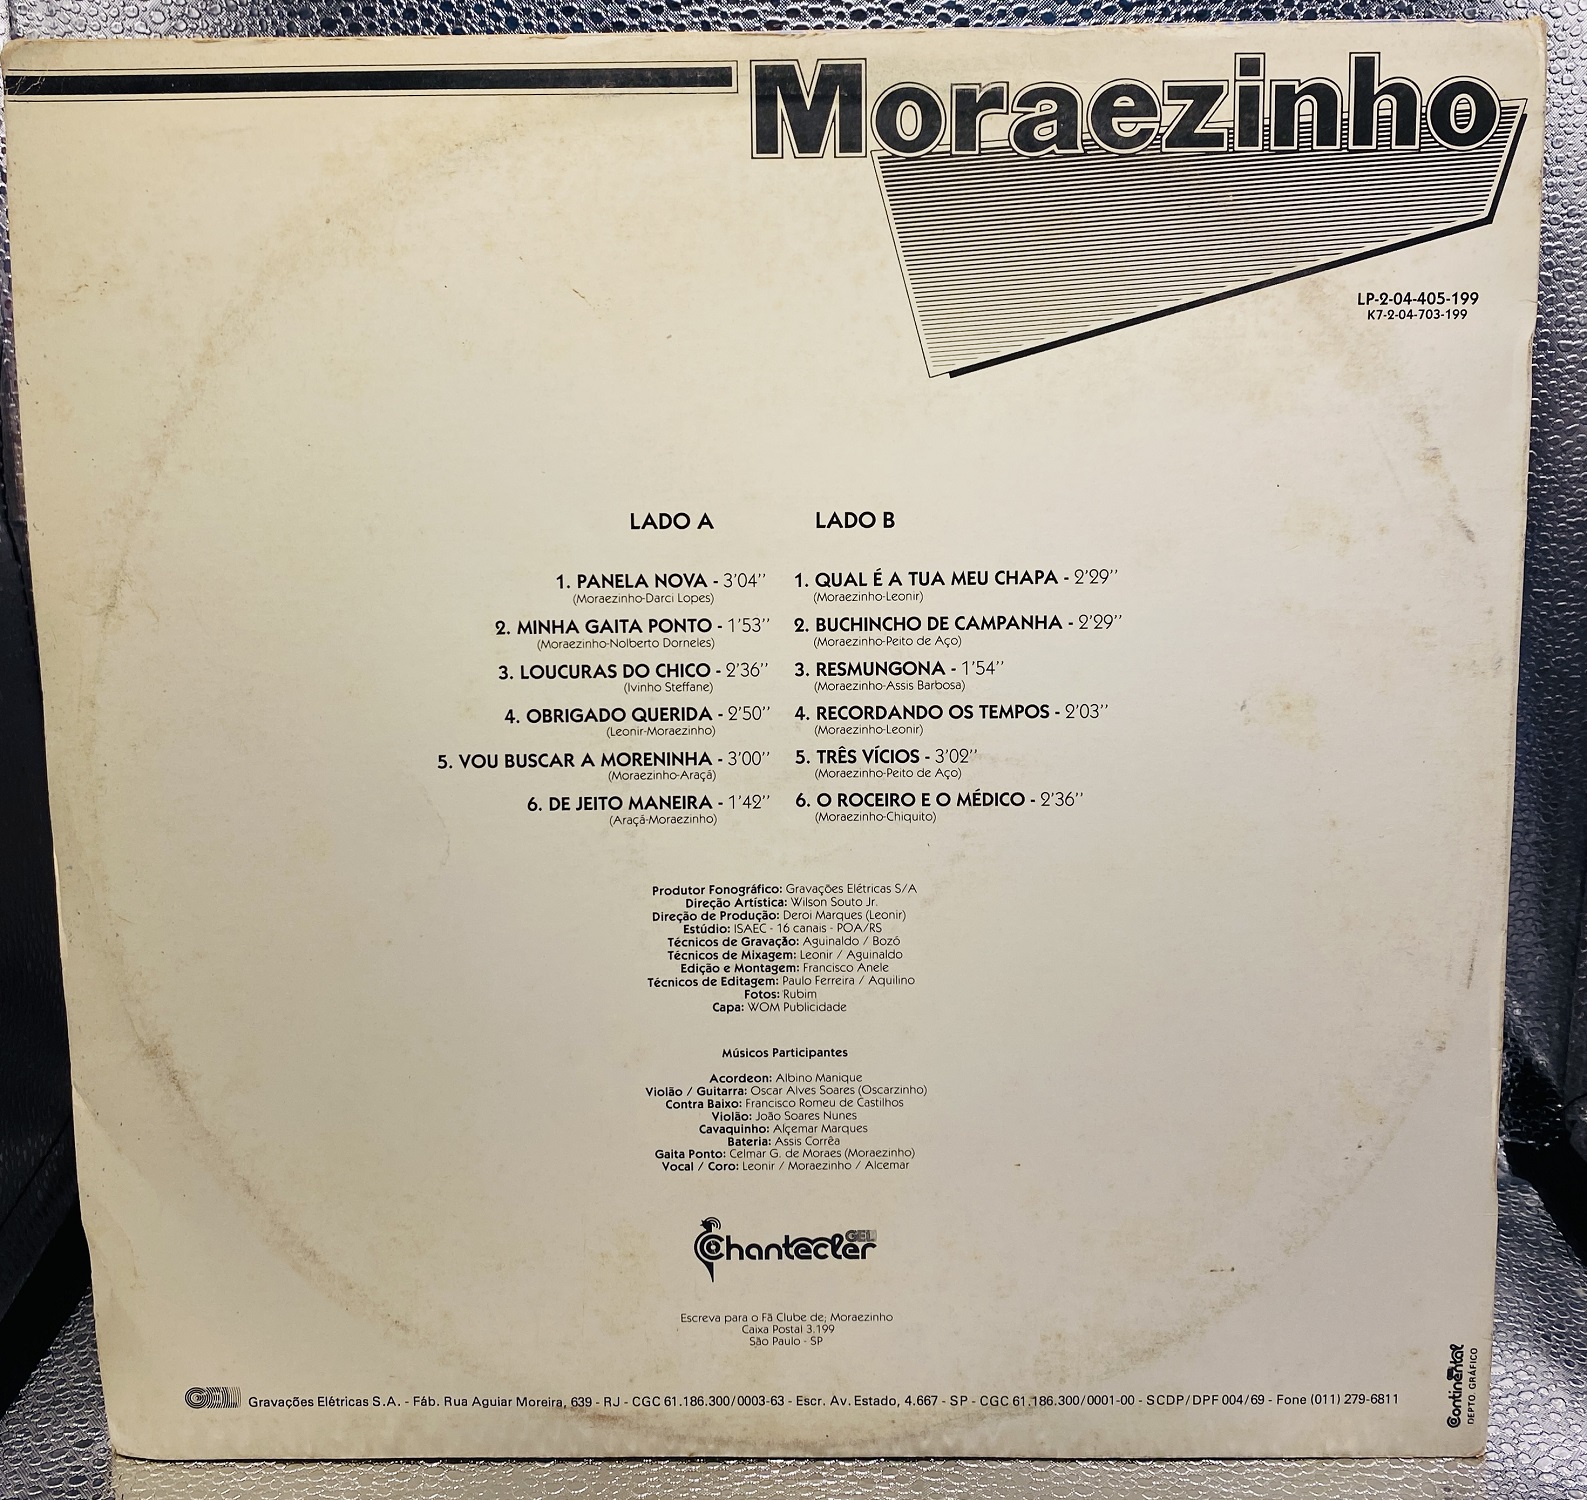 Moraezinho
LP-2-04-405-199
K7-2-04-703-199
LADO A
1. PANELA NOVA - 3'04''
(Moraezinho-Darci Lopes)
2. MINHA GAITA PONTO - 1'53''
(Moraezinho-Nolberto Dorneles)
3. LOUCURAS DO CHICO - 2'36''
(Ivinho Steffane)
4. OBRIGADO QUERIDA - 2'50''
(Leonir-Moraezinho)
5. VOU BUSCAR A MORENINHA - 3'00''
(Moraezinho-Araçã)
6. DE JEITO MANEIRA - 1'42''
(Araçã-Moraezinho)
LADO B
1. QUAL É A TUA MEU CHAPA - 2'29''
(Moraezinho-Leonir)
2. BUCHINCHO DE CAMPANHA - 2'29''
(Moraezinho-Peito de Aço)
3. RESMUNGONA - 1'54''
(Moraezinho-Assis Barbosa)
4. RECORDANDO OS TEMPOS - 2'03''
(Moraezinho-Leonir)
5. TRÊS VÍCIOS - 3'02''
(Moraezinho-Peito de Aço)
6. O ROCEIRO E O MÉDICO - 2'36''
(Moraezinho-Chiquito)
Produtor Fonográfico: Gravações Elétricas S/A
Direção Artística: Wilson Souto Jr.
Direção de Produção: Deroi Marques (Leonir)
Estúdio: ISAEC - 16 canais - POA/RS
Técnicos de Gravação: Aguinaldo / Bozó
Técnicos de Mixagem: Leonir / Aguinaldo
Edição e Montagem: Francisco Anele
Técnicos de Editagem: Paulo Ferreira / Aquilino
Fotos: Rubim
Capa: WOM Publicidade
Músicos Participantes
Acordeon: Albino Manique
Violão / Guitarra: Oscar Alves Soares (Oscarzinho)
Contra Baixo: Francisco Romeu de Castilhos
Violão: João Soares Nunes
Cavaquinho: Alçemar Marques
Bateria: Assis Corrêa
Gaita Ponto: Celmar G. de Moraes (Moraezinho)
Vocal / Coro: Leonir / Moraezinho / Alcemar
Chantecler GEL
Escreva para o Fã Clube de; Moraezinho
Caixa Postal 3.199
São Paulo - SP
GEL Gravações Elétricas S.A. - Fáb. Rua Aguiar Moreira, 639 - RJ - CGC 61.186.300/0003-63 - Escr. Av. Estado, 4.667 - SP - CGC 61.186.300/0001-00 - SCDP/DPF 004/69 - Fone (011) 279-6811
Continental
DEPTO GRÁFICO